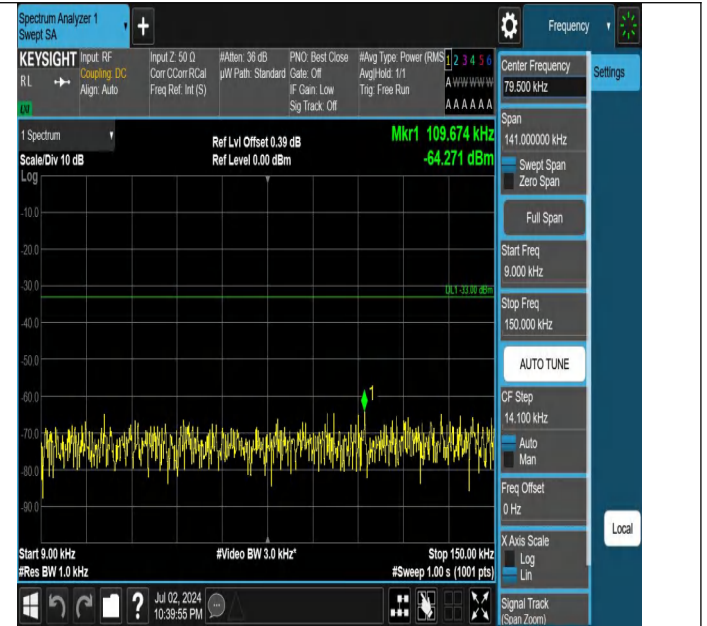 Spectrum Analyzer 1
Swept SA
+
Frequency
KEYSIGHT
RL
LXI
Input: RF
Coupling: DC
Align: Auto
Input Z: 50 Ω
Corr CCorr RCal
Freq Ref: Int (S)
#Atten: 36 dB
µW Path: Standard
PNO: Best Close
Gate: Off
IF Gain: Low
Sig Track: Off
#Avg Type: Power (RMS
Avg|Hold: 1/1
Trig: Free Run
1 2 3 4 5 6
A W W W W W
A A A A A A
1 Spectrum
Scale/Div 10 dB
Ref Lvl Offset 0.39 dB
Ref Level 0.00 dBm
Mkr1 109.674 kHz
-64.271 dBm
Log
-10.0
-20.0
-30.0
DL1 -33.00 dBm
-40.0
-50.0
-60.0
1
-70.0
-80.0
-90.0
Start 9.00 kHz
#Video BW 3.0 kHz*
Stop 150.00 kHz
#Res BW 1.0 kHz
#Sweep 1.00 s (1001 pts)
Center Frequency
79.500 kHz
Settings
Span
141.000000 kHz
Swept Span
Zero Span
Full Span
Start Freq
9.000 kHz
Stop Freq
150.000 kHz
AUTO TUNE
CF Step
14.100 kHz
Auto
Man
Freq Offset
0 Hz
Local
X Axis Scale
Log
Lin
Signal Track
(Span Zoom)
?
Jul 02, 2024
10:39:55 PM